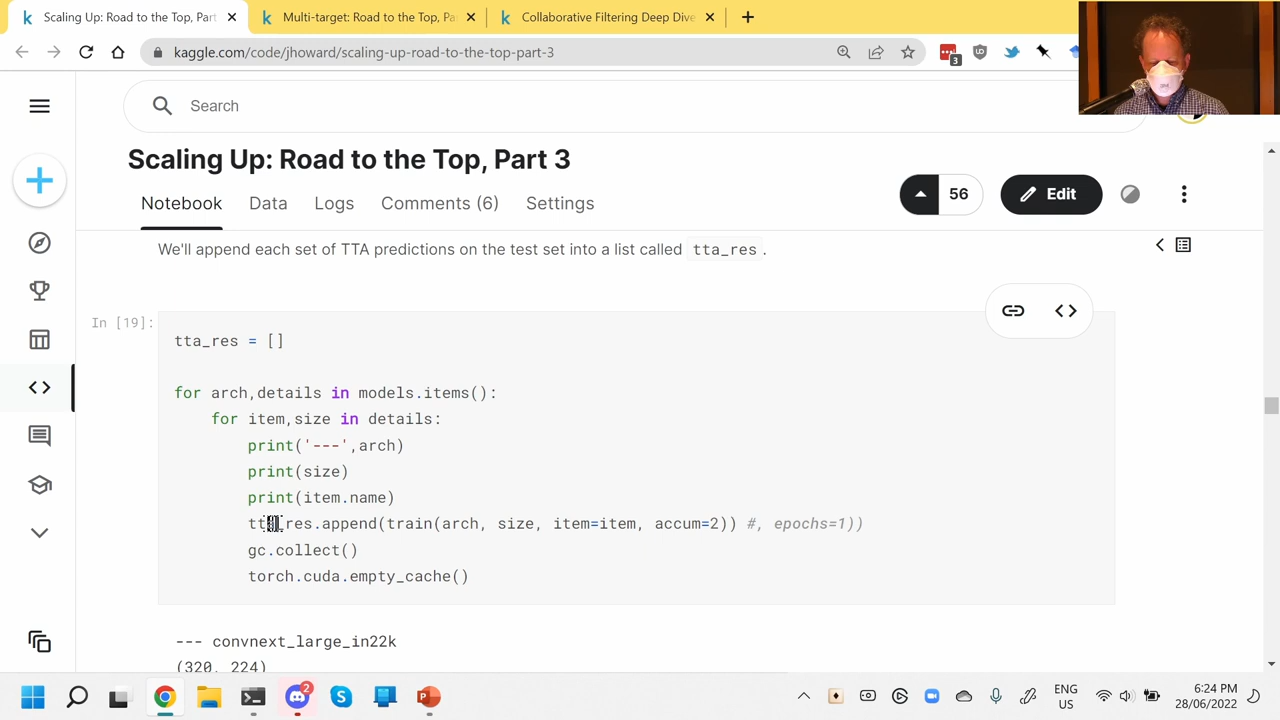 Scaling Up: Road to the Top, Part
Multi-target: Road to the Top, Pa
Collaborative Filtering Deep Dive
kaggle.com/code/jhoward/scaling-up-road-to-the-top-part-3
3
Search
Scaling Up: Road to the Top, Part 3
56
Edit
Notebook
Data
Logs
Comments (6)
Settings
We'll append each set of TTA predictions on the test set into a list called tta_res.
In [19]:
tta_res = []
for arch,details in models.items():
for item,size in details:
print('---',arch)
print(size)
print(item.name)
tta_res.append(train(arch, size, item=item, accum=2)) #, epochs=1))
gc.collect()
torch.cuda.empty_cache()
--- convnext_large_in22k
(320, 224)
2
ENG
US
6:24 PM
28/06/2022